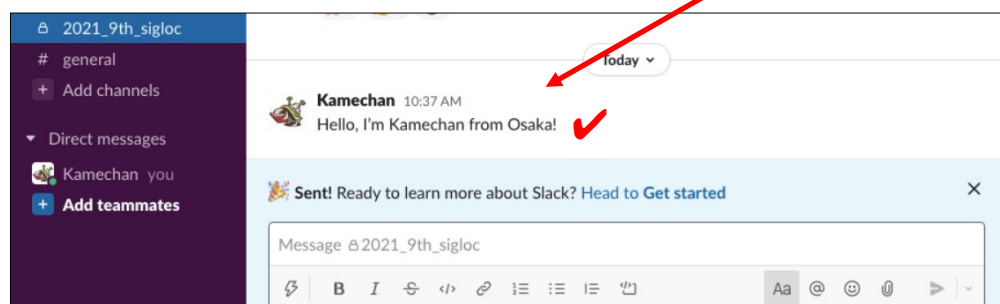 2021_9th_sigloc
# general
+ Add channels
Direct messages
Kamechan you
+ Add teammates
Today
Kamechan 10:37 AM
Hello, I'm Kamechan from Osaka!
Sent! Ready to learn more about Slack? Head to Get started
Message 2021_9th_sigloc
B I S </> Aa @